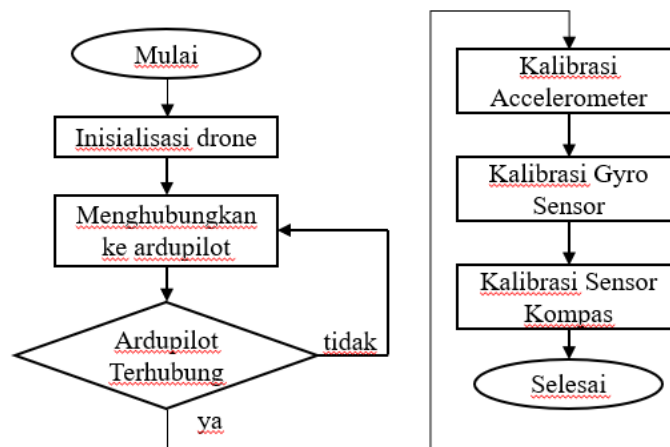 Mulai
Inisialisasi drone
Menghubungkan
ke ardupilot
Ardupilot
Terhubung
tidak
ya
Kalibrasi
Accelerometer
Kalibrasi Gyro
Sensor
Kalibrasi Sensor
Kompas
Selesai